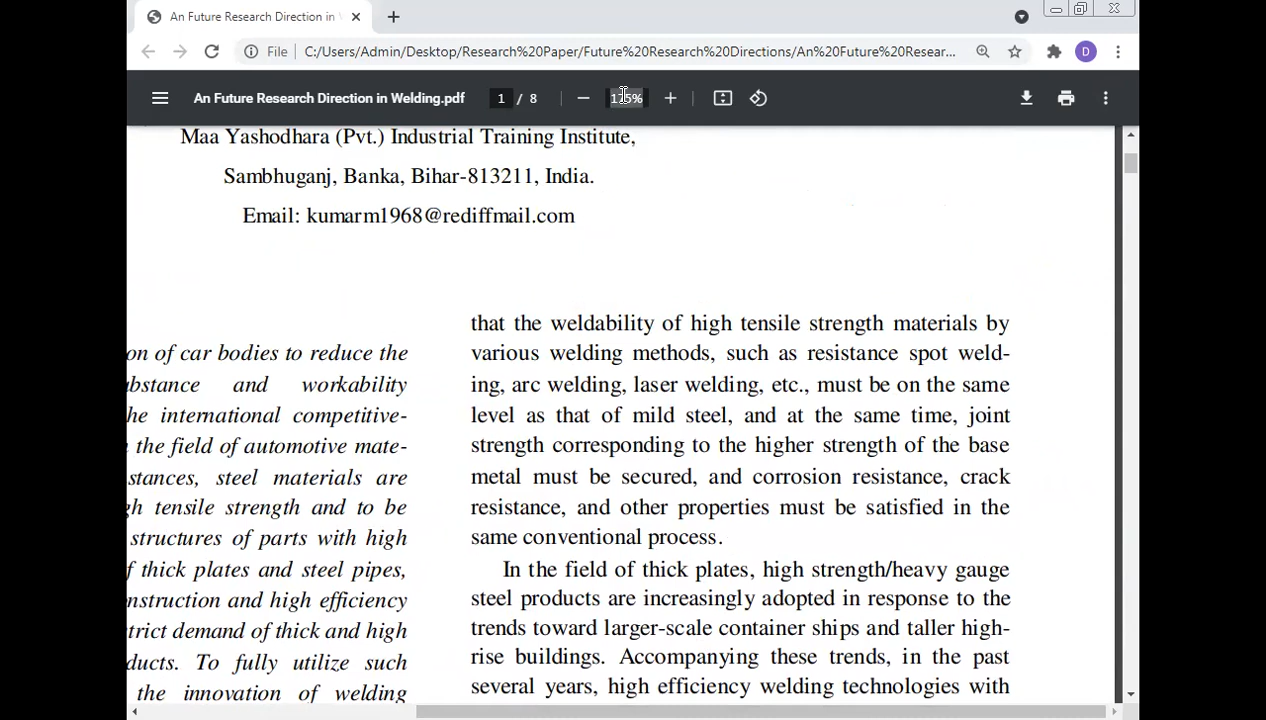 An Future Research Direction in
File C:/Users/Admin/Desktop/Research%20Paper/Future%20Research%20Directions/An%20Future%20Resear... D
An Future Research Direction in Welding.pdf 1 / 8 175%
Maa Yashodhara (Pvt.) Industrial Training Institute,
Sambhuganj, Banka, Bihar-813211, India.
Email: kumarm1968@rediffmail.com
on of car bodies to reduce the
ubstance and workability
he international competitive-
the field of automotive mate-
stances, steel materials are
gh tensile strength and to be
structures of parts with high
f thick plates and steel pipes,
nstruction and high efficiency
trict demand of thick and high
ducts. To fully utilize such
the innovation of welding
that the weldability of high tensile strength materials by
various welding methods, such as resistance spot weld-
ing, arc welding, laser welding, etc., must be on the same
level as that of mild steel, and at the same time, joint
strength corresponding to the higher strength of the base
metal must be secured, and corrosion resistance, crack
resistance, and other properties must be satisfied in the
same conventional process.
In the field of thick plates, high strength/heavy gauge
steel products are increasingly adopted in response to the
trends toward larger-scale container ships and taller high-
rise buildings. Accompanying these trends, in the past
several years, high efficiency welding technologies with